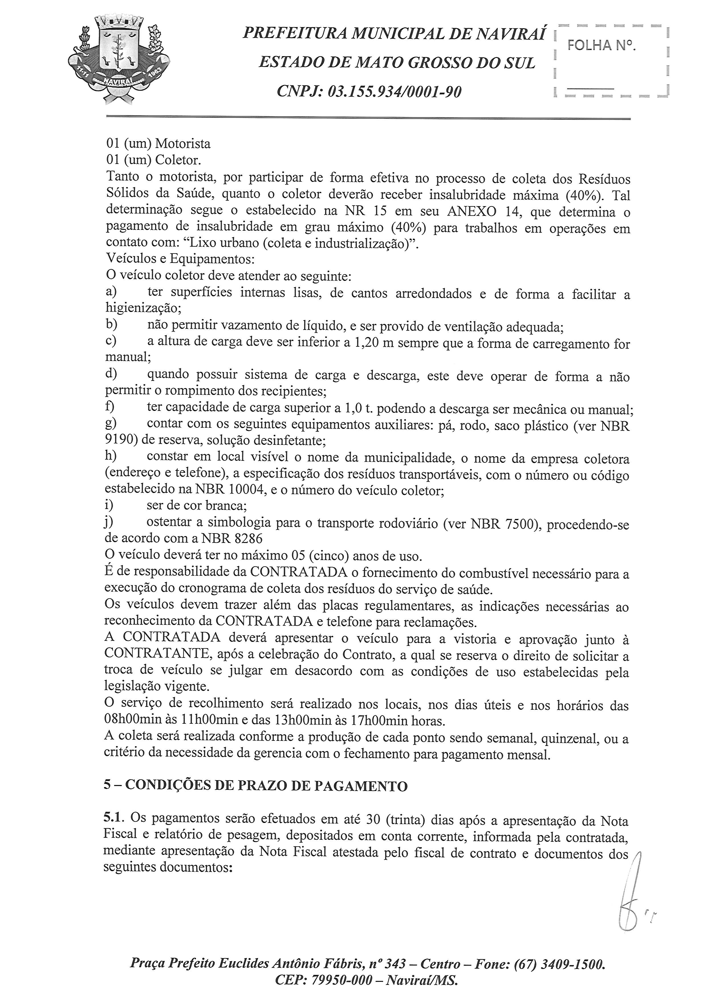 PREFEITURA MUNICIPAL DE NAVIRAÍ
ESTADO DE MATO GROSSO DO SUL
CNPJ: 03.155.934/0001-90
FOLHA Nº.
11-11
NAVIRAÍ
1963
01 (um) Motorista
01 (um) Coletor.
Tanto o motorista, por participar de forma efetiva no processo de coleta dos Resíduos
Sólidos da Saúde, quanto o coletor deverão receber insalubridade máxima (40%). Tal
determinação segue o estabelecido na NR 15 em seu ANEXO 14, que determina o
pagamento de insalubridade em grau máximo (40%) para trabalhos em operações em
contato com: “Lixo urbano (coleta e industrialização)”.
Veículos e Equipamentos:
O veículo coletor deve atender ao seguinte:
a) ter superfícies internas lisas, de cantos arredondados e de forma a facilitar a
higienização;
b) não permitir vazamento de líquido, e ser provido de ventilação adequada;
c) a altura de carga deve ser inferior a 1,20 m sempre que a forma de carregamento for
manual;
d) quando possuir sistema de carga e descarga, este deve operar de forma a não
permitir o rompimento dos recipientes;
f) ter capacidade de carga superior a 1,0 t. podendo a descarga ser mecânica ou manual;
g) contar com os seguintes equipamentos auxiliares: pá, rodo, saco plástico (ver NBR
9190) de reserva, solução desinfetante;
h) constar em local visível o nome da municipalidade, o nome da empresa coletora
(endereço e telefone), a especificação dos resíduos transportáveis, com o número ou código
estabelecido na NBR 10004, e o número do veículo coletor;
i) ser de cor branca;
j) ostentar a simbologia para o transporte rodoviário (ver NBR 7500), procedendo-se
de acordo com a NBR 8286
O veículo deverá ter no máximo 05 (cinco) anos de uso.
É de responsabilidade da CONTRATADA o fornecimento do combustível necessário para a
execução do cronograma de coleta dos resíduos do serviço de saúde.
Os veículos devem trazer além das placas regulamentares, as indicações necessárias ao
reconhecimento da CONTRATADA e telefone para reclamações.
A CONTRATADA deverá apresentar o veículo para a vistoria e aprovação junto à
CONTRATANTE, após a celebração do Contrato, a qual se reserva o direito de solicitar a
troca de veículo se julgar em desacordo com as condições de uso estabelecidas pela
legislação vigente.
O serviço de recolhimento será realizado nos locais, nos dias úteis e nos horários das
08h00min às 11h00min e das 13h00min às 17h00min horas.
A coleta será realizada conforme a produção de cada ponto sendo semanal, quinzenal, ou a
critério da necessidade da gerencia com o fechamento para pagamento mensal.
5 – CONDIÇÕES DE PRAZO DE PAGAMENTO
5.1. Os pagamentos serão efetuados em até 30 (trinta) dias após a apresentação da Nota
Fiscal e relatório de pesagem, depositados em conta corrente, informada pela contratada,
mediante apresentação da Nota Fiscal atestada pelo fiscal de contrato e documentos dos
seguintes documentos:
Praça Prefeito Euclides Antônio Fábris, nº 343 – Centro – Fone: (67) 3409-1500.
CEP: 79950-000 – Naviraí/MS.